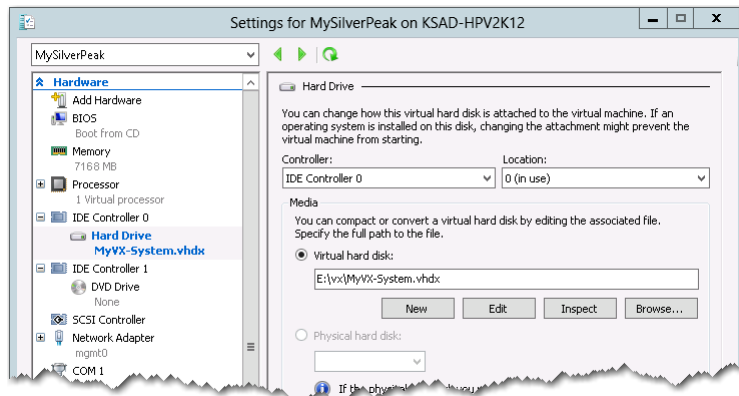 Settings for MySilverPeak on KSAD-HPV2K12
MySilverPeak
Hardware
Add Hardware
BIOS
Boot from CD
Memory
7168 MB
Processor
1 Virtual processor
IDE Controller 0
Hard Drive
MyVX-System.vhdx
IDE Controller 1
DVD Drive
None
SCSI Controller
Network Adapter
mgmt0
COM 1
Hard Drive
You can change how this virtual hard disk is attached to the virtual machine. If an
operating system is installed on this disk, changing the attachment might prevent the
virtual machine from starting.
Controller:
Location:
IDE Controller 0
0 (in use)
Media
You can compact or convert a virtual hard disk by editing the associated file.
Specify the full path to the file.
Virtual hard disk:
E:\vx\MyVX-System.vhdx
New
Edit
Inspect
Browse...
Physical hard disk:
If the